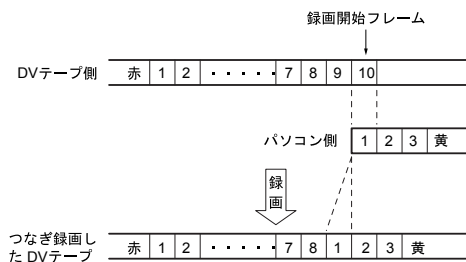 録画開始フレーム
DVテープ側 赤 1 2 ・・・・・ 7 8 9 10
パソコン側 1 2 3 黄
録画
つなぎ録画し
た DVテープ
赤 1 2 ・・・・・ 7 8 1 2 3 黄